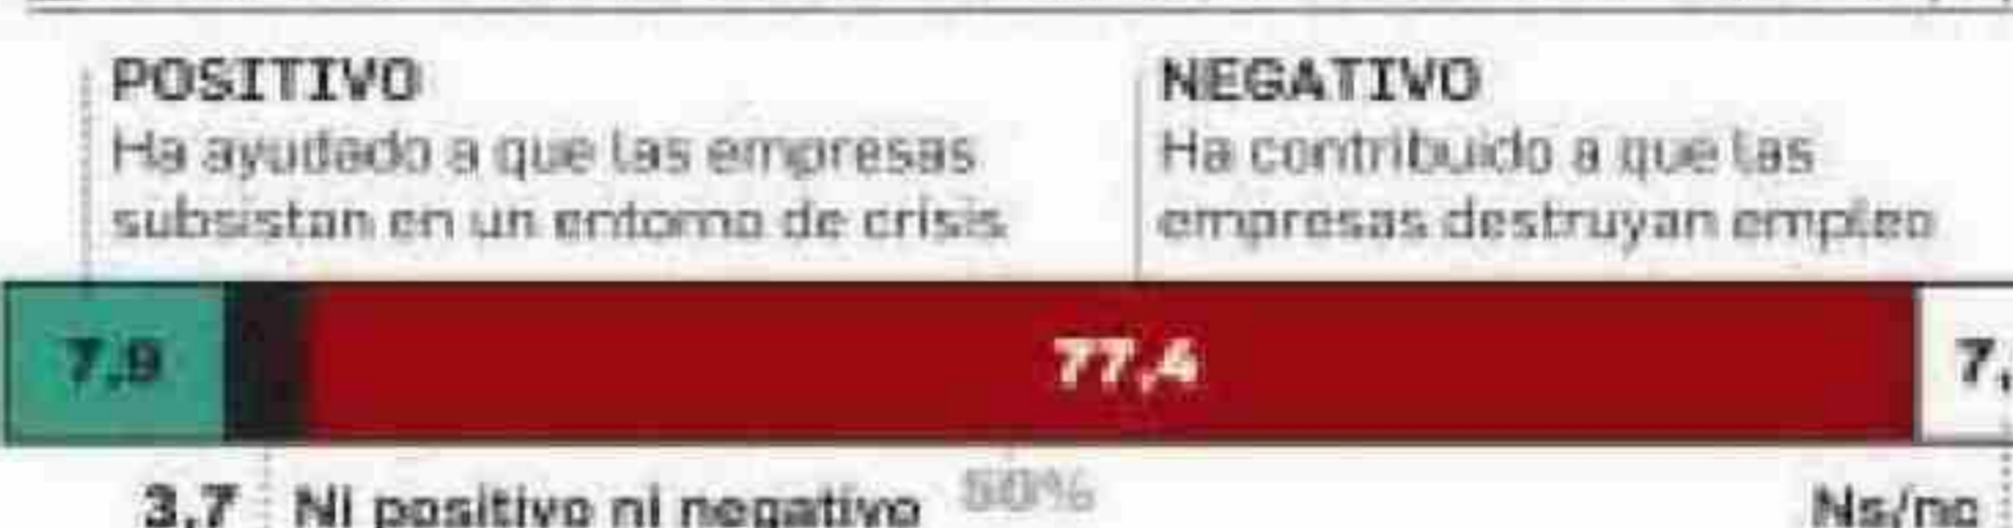 POSITIVO
Ha ayudado a que las empresas
subsistan en un entorno de crisis
NEGATIVO
Ha contribuido a que las
empresas destruyan empleo
7,9
77,4
7,
3,7 Ni positivo ni negativo
50%
Ns/nc